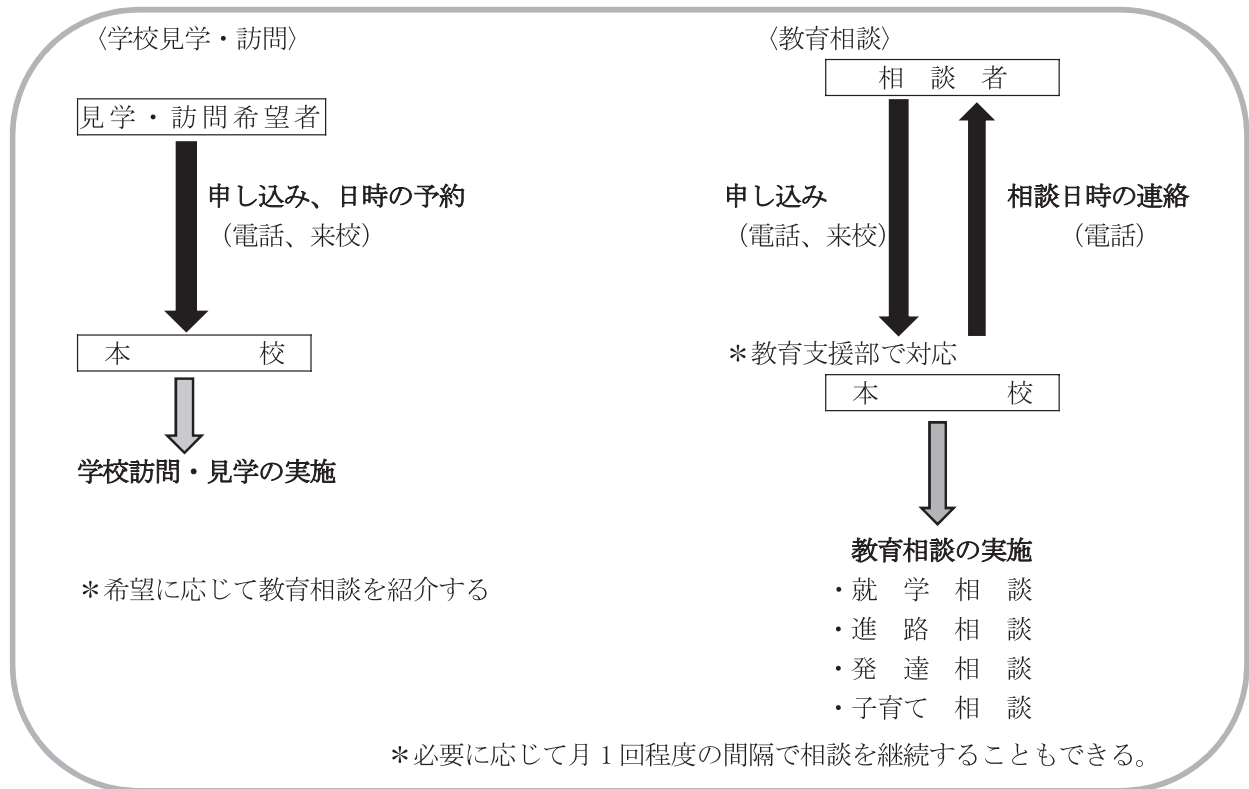 〈学校見学・訪問〉
見学・訪問希望者
申し込み、日時の予約
（電話、来校）
本　　　校
学校訪問・見学の実施
＊希望に応じて教育相談を紹介する
〈教育相談〉
相　談　者
申し込み
（電話、来校）
相談日時の連絡
（電話）
＊教育支援部で対応
本　　　校
教育相談の実施
・就　学　相　談
・進　路　相　談
・発　達　相　談
・子育て　相　談
＊必要に応じて月１回程度の間隔で相談を継続することもできる。